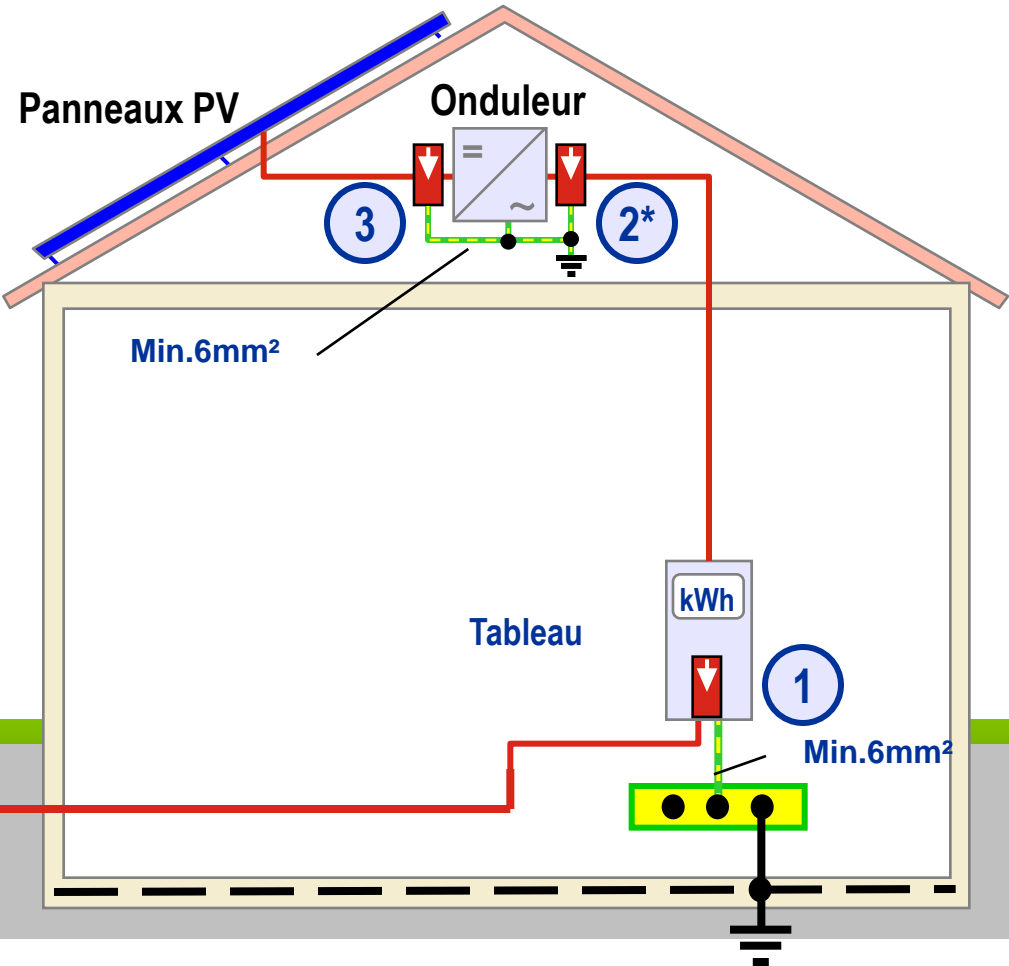 Panneaux PV
Onduleur
=
~
3
2*
Min.6mm²
kWh
Tableau
1
Min.6mm²